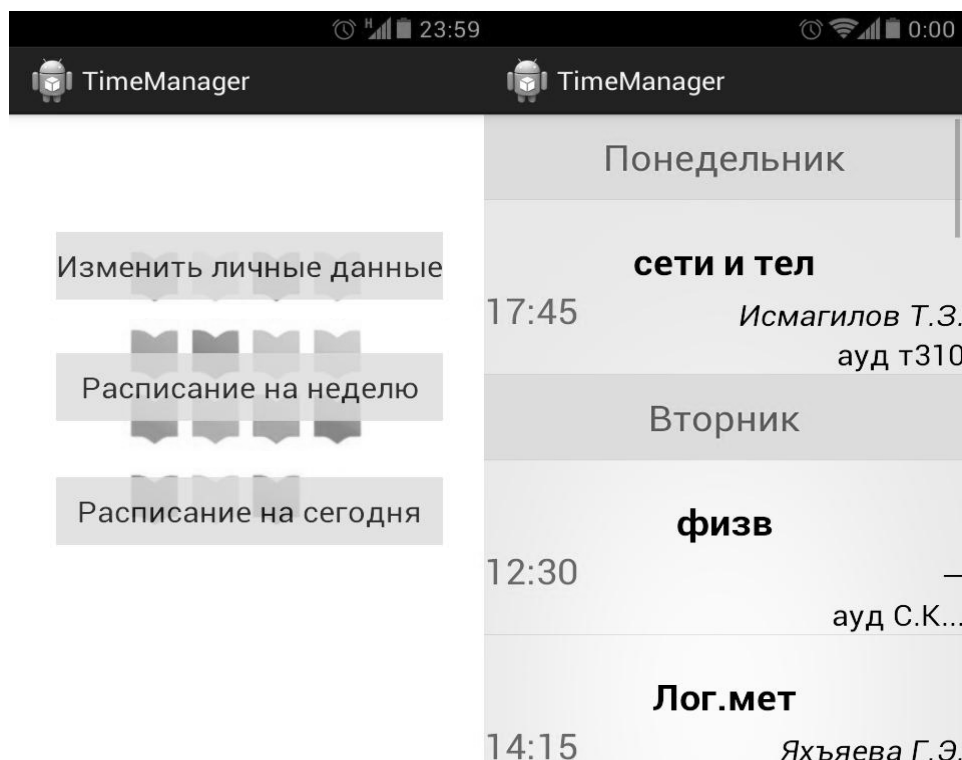 23:59
TimeManager
Изменить личные данные
Расписание на неделю
Расписание на сегодня
0:00
TimeManager
Понедельник
сети и тел
17:45
Исмагилов Т.З.
ауд т310
Вторник
физв
12:30
—
ауд С.К...
Лог.мет
14:15
Яхъяева Г.Э.